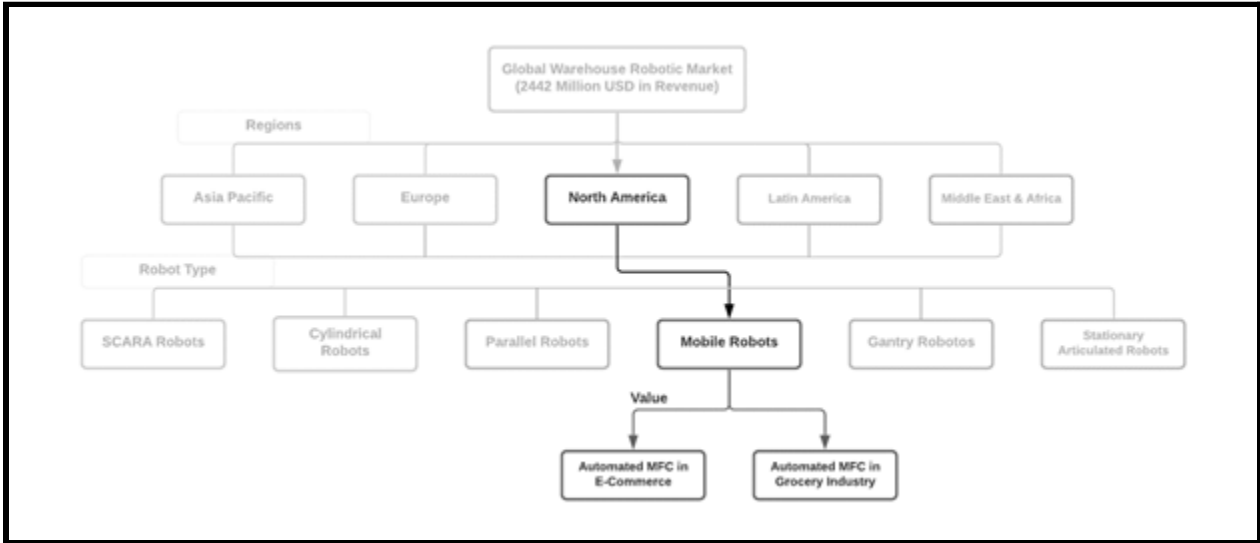 Global Warehouse Robotic Market
(2442 Million USD in Revenue)
Regions
Asia Pacific
Europe
North America
Latin America
Middle East & Africa
Robot Type
SCARA Robots
Cylindrical
Robots
Parallel Robots
Mobile Robots
Gantry Robotos
Stationary
Articulated Robots
Value
Automated MFC in
E-Commerce
Automated MFC in
Grocery Industry